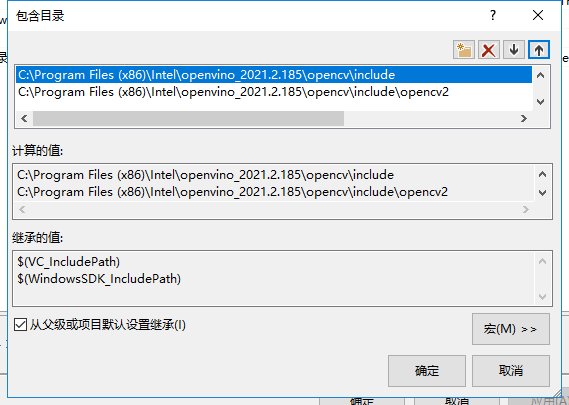 包含目录
C:\Program Files (x86)\Intel\openvino_2021.2.185\opencv\include
C:\Program Files (x86)\Intel\openvino_2021.2.185\opencv\include\opencv2
计算的值:
C:\Program Files (x86)\Intel\openvino_2021.2.185\opencv\include
C:\Program Files (x86)\Intel\openvino_2021.2.185\opencv\include\opencv2
继承的值:
$(VC_IncludePath)
$(WindowsSDK_IncludePath)
从父级或项目默认设置继承(I)
宏(M) >>
确定
取消